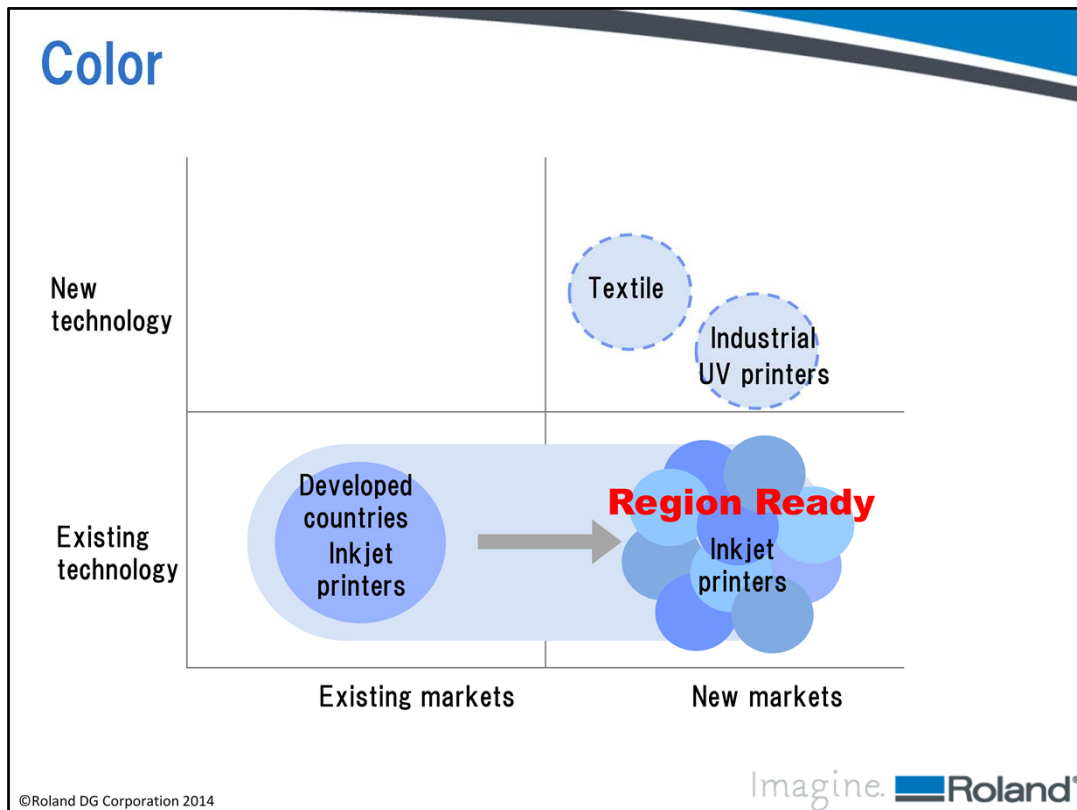 Color
New
technology
Textile
Industrial
UV printers
Existing
technology
Developed
countries
Inkjet
printers
Region Ready
Inkjet
printers
Existing markets
New markets
©Roland DG Corporation 2014
Imagine. Roland®